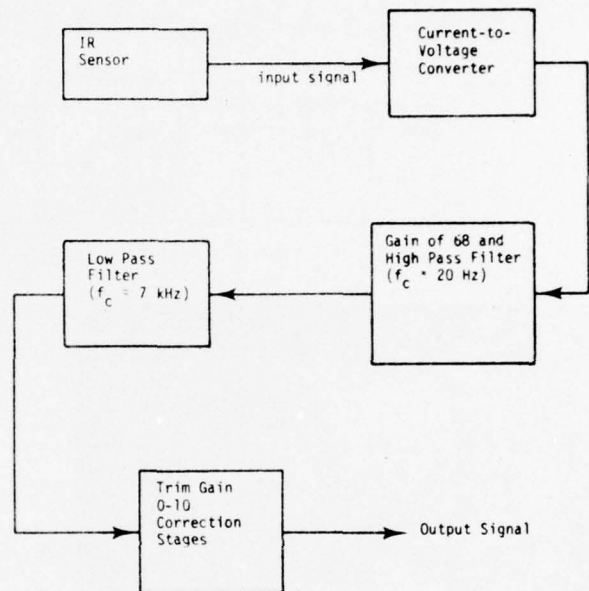 IR
Sensor
input signal
Current-to-
Voltage
Converter
Gain of 68 and
High Pass Filter
(f_c = 20 Hz)
Low Pass
Filter
(f_c = 7 kHz)
Trim Gain
0-10
Correction
Stages
Output Signal